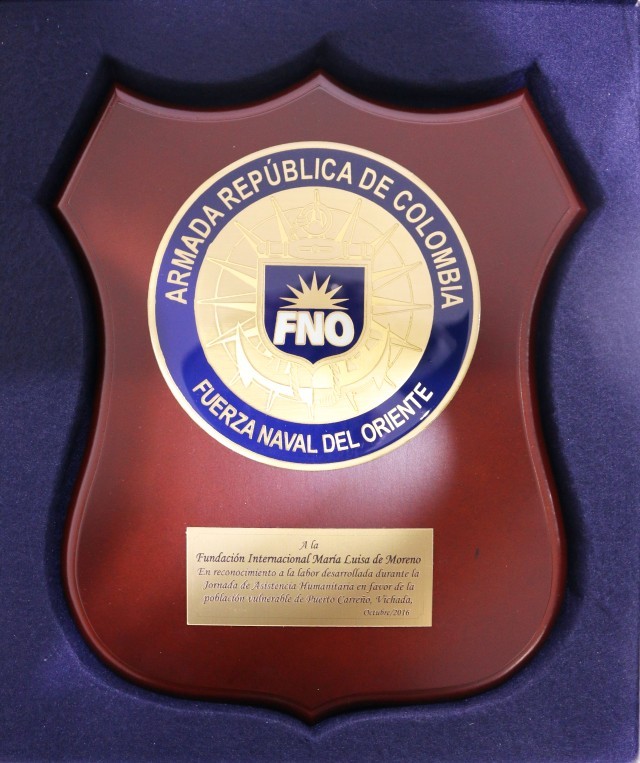 ARMADA REPÚBLICA DE COLOMBIA
FNO
FUERZA NAVAL DEL ORIENTE
A la
Fundación Internacional María Luisa de Moreno
En reconocimiento a la labor desarrollada durante la
Jornada de Asistencia Humanitaria en favor de la
población vulnerable de Puerto Carreño, Vichada,
Octubre/2016